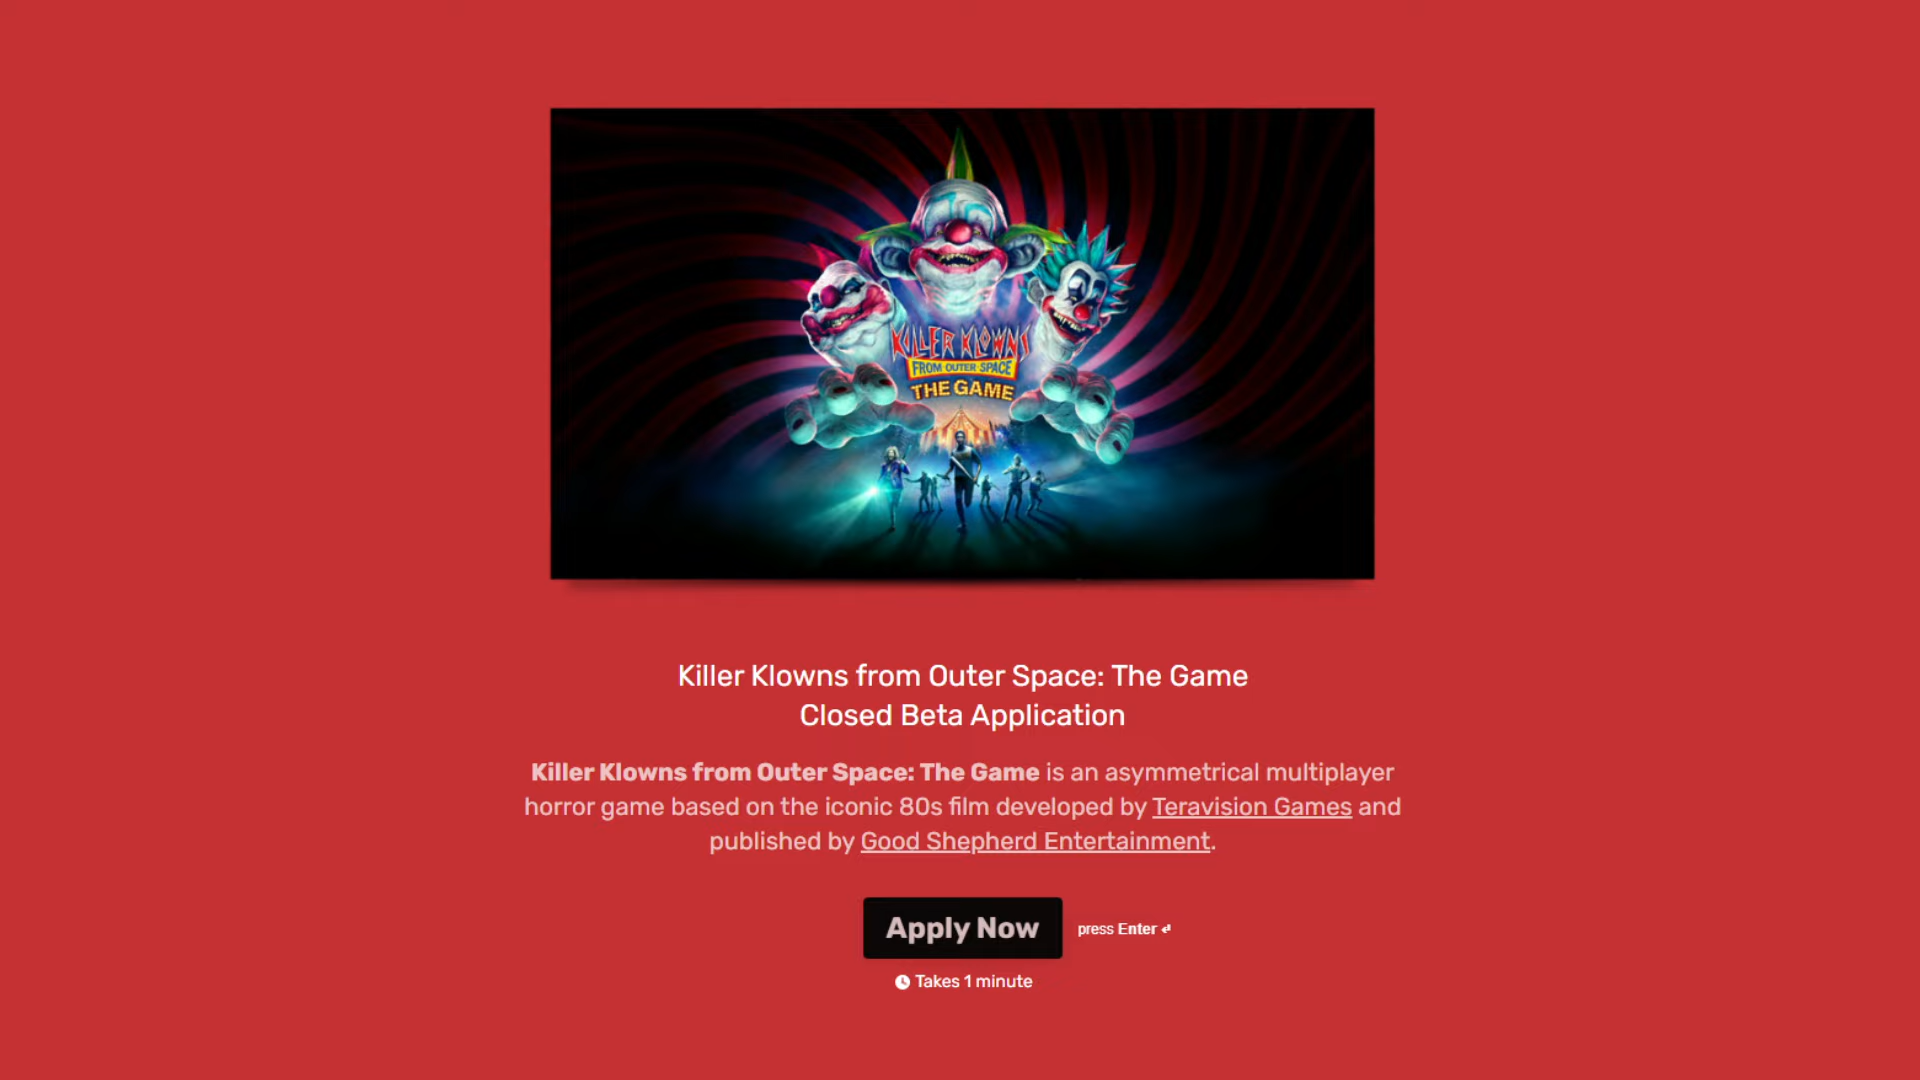 KILLER KLOWNS
FROM OUTER SPACE
THE GAME
Killer Klowns from Outer Space: The Game
Closed Beta Application
Killer Klowns from Outer Space: The Game is an asymmetrical multiplayer
horror game based on the iconic 80s film developed by Teravision Games and
published by Good Shepherd Entertainment.
Apply Now
press Enter ↵
Takes 1 minute